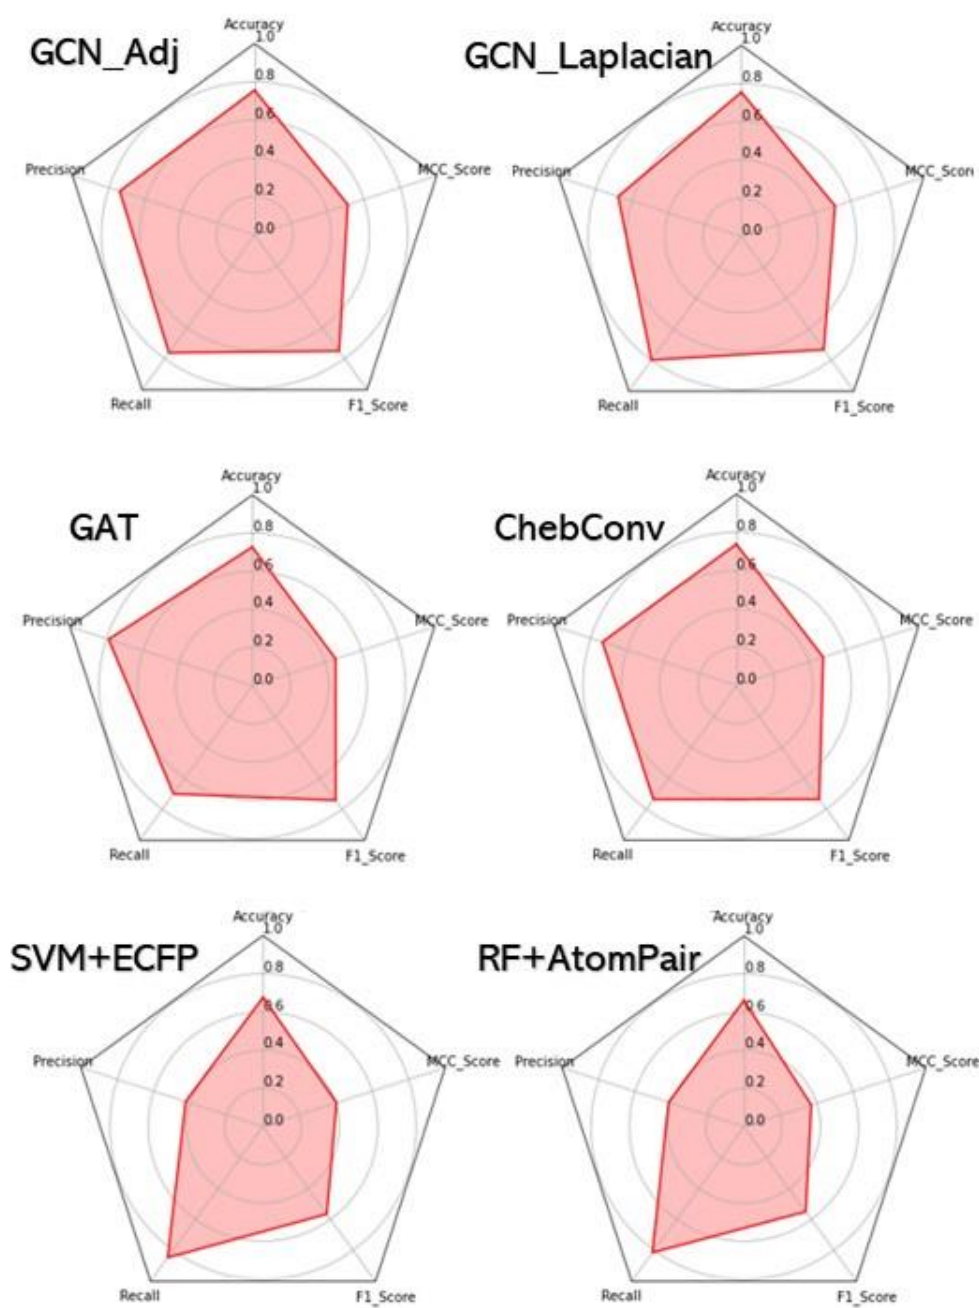 GCN_Adj
Accuracy
1.0
0.8
0.6
0.4
0.2
0.0
Precision
MCC_Score
Recall
F1_Score
GCN_Laplacian
Accuracy
1.0
0.8
0.6
0.4
0.2
0.0
Precision
MCC_Scor
Recall
F1_Score
GAT
Accuracy
1.0
0.8
0.6
0.4
0.2
0.0
Precision
MCC_Score
Recall
F1_Score
ChebConv
Accuracy
1.0
0.8
0.6
0.4
0.2
0.0
Precision
MCC_Score
Recall
F1_Score
SVM+ECFP
Accuracy
1.0
0.8
0.6
0.4
0.2
0.0
Precision
MCC_Score
Recall
F1_Score
RF+AtomPair
Accuracy
1.0
0.8
0.6
0.4
0.2
0.0
Precision
MCC_Score
Recall
F1_Score